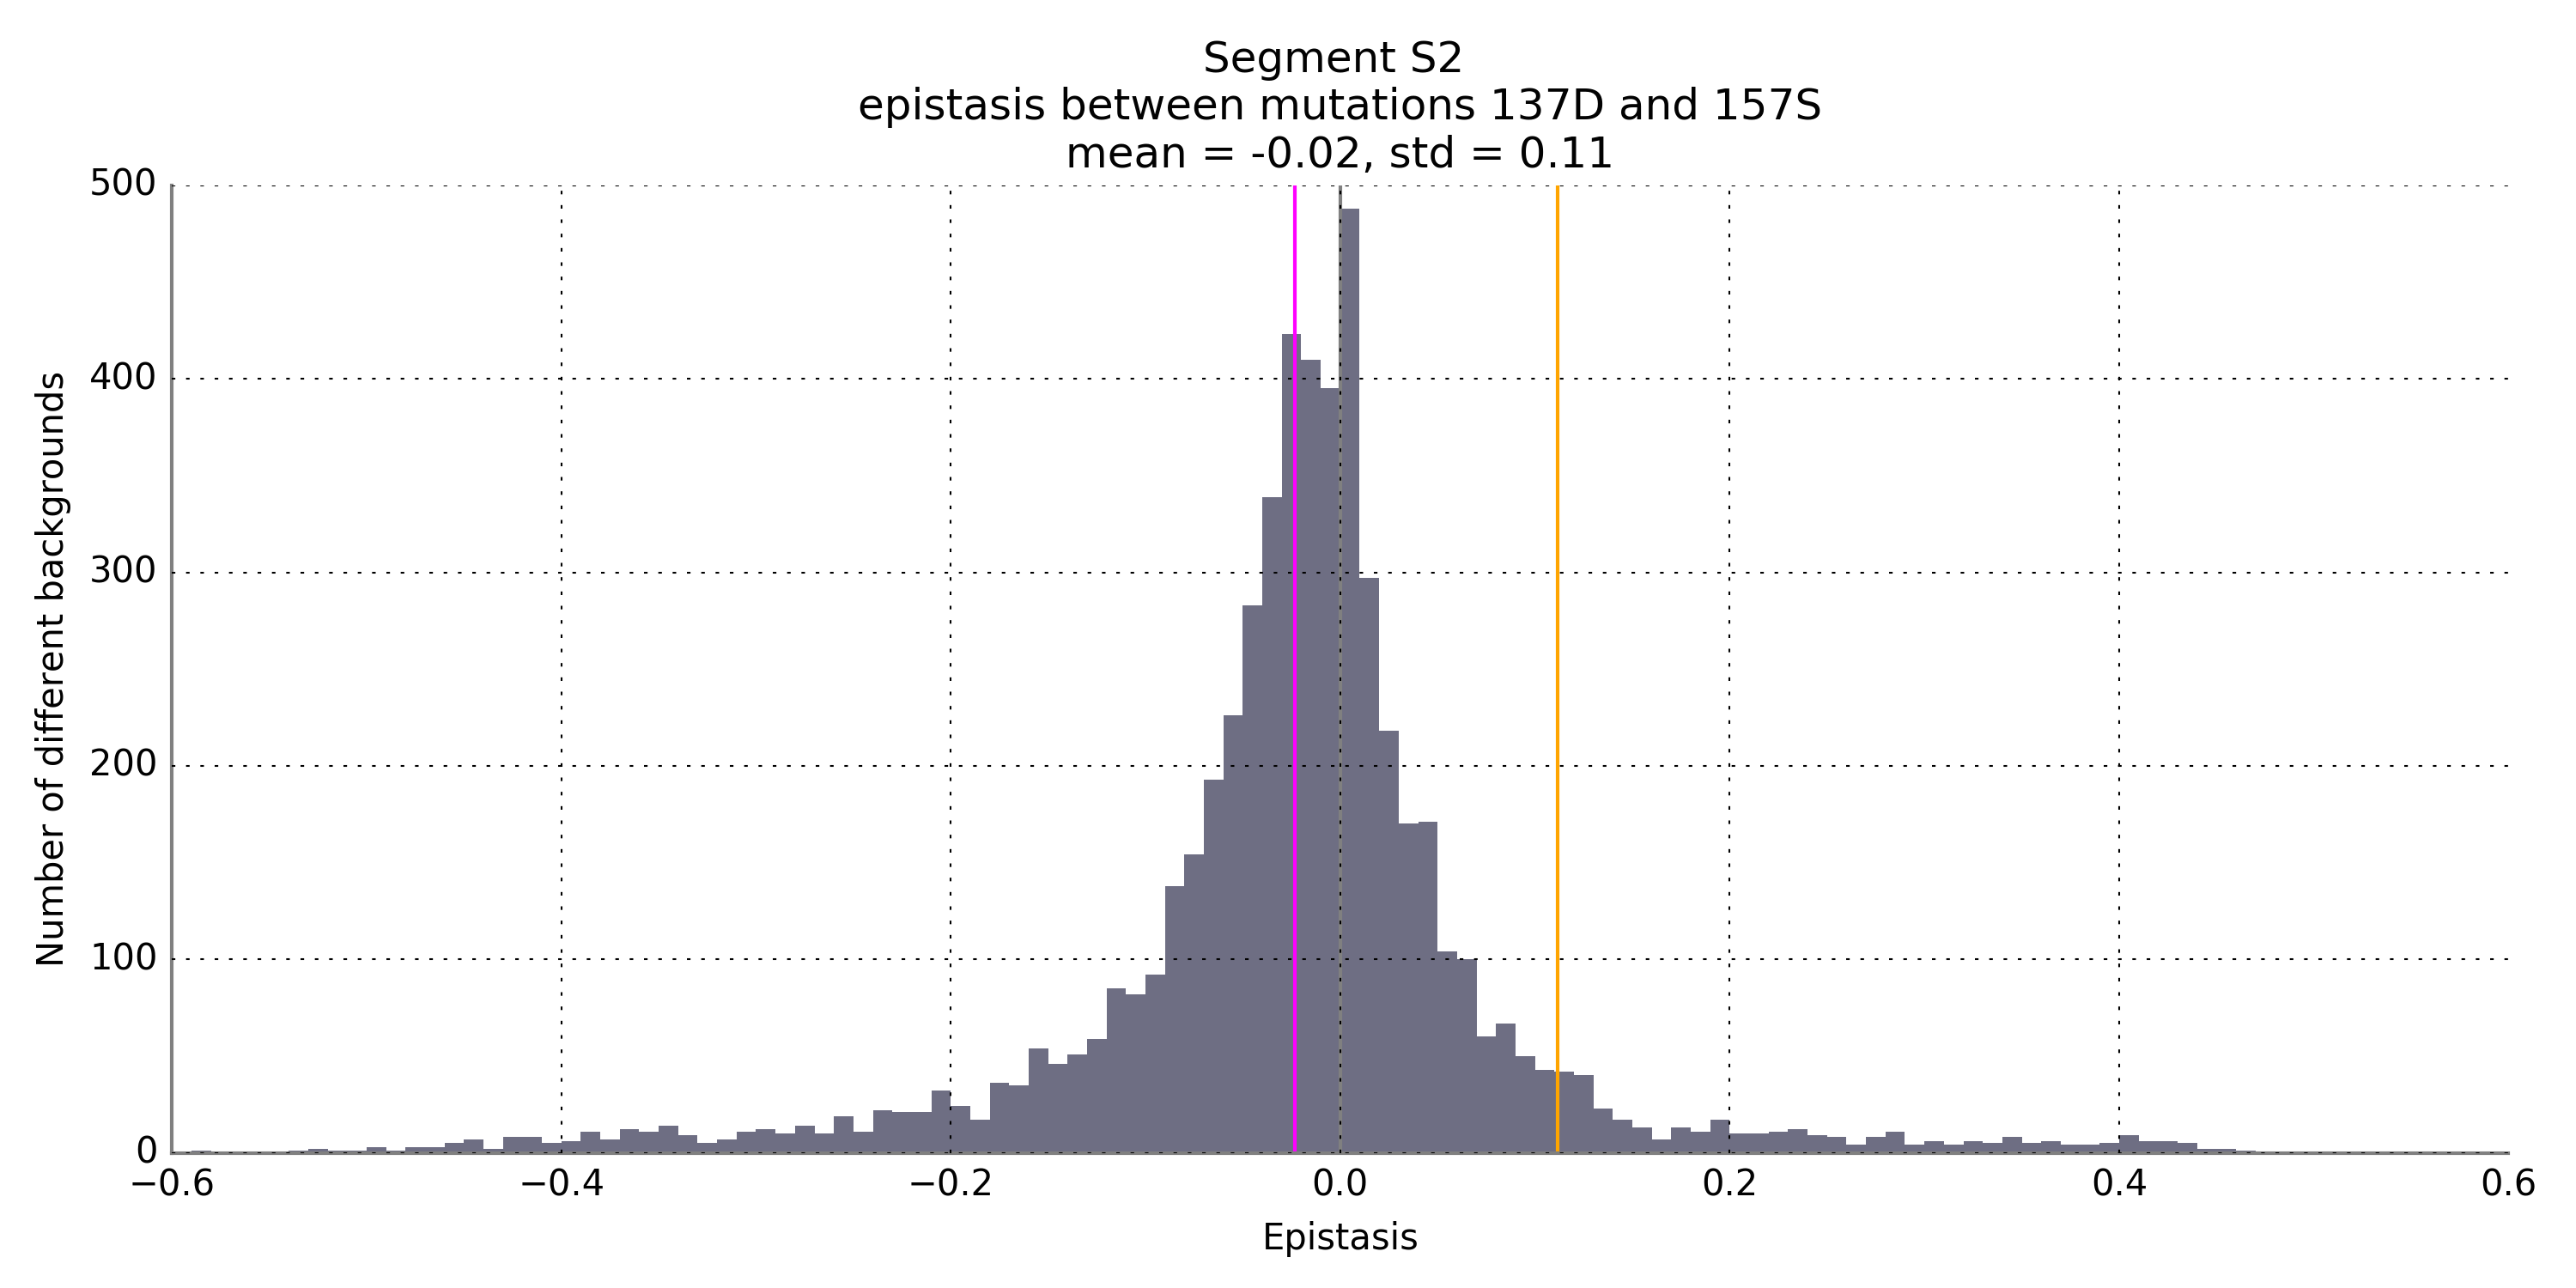 Segment S2
epistasis between mutations 137D and 157S
mean = -0.02, std = 0.11
500
400
300
200
100
0
Number of different backgrounds
−0.6 −0.4 −0.2 0.0 0.2 0.4 0.6
Epistasis